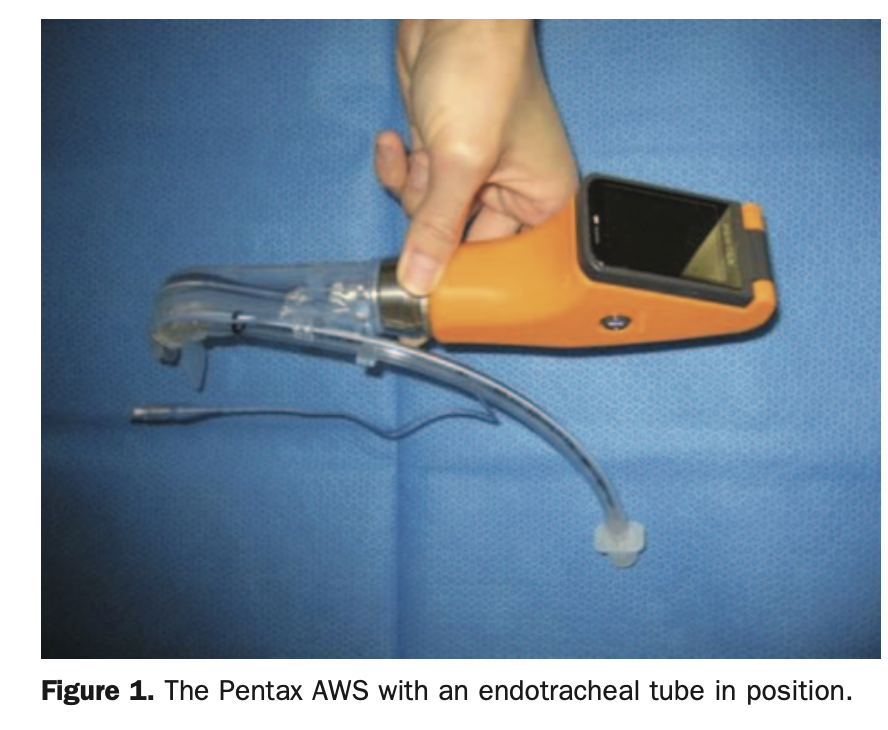 Figure 1. The Pentax AWS with an endotracheal tube in position.